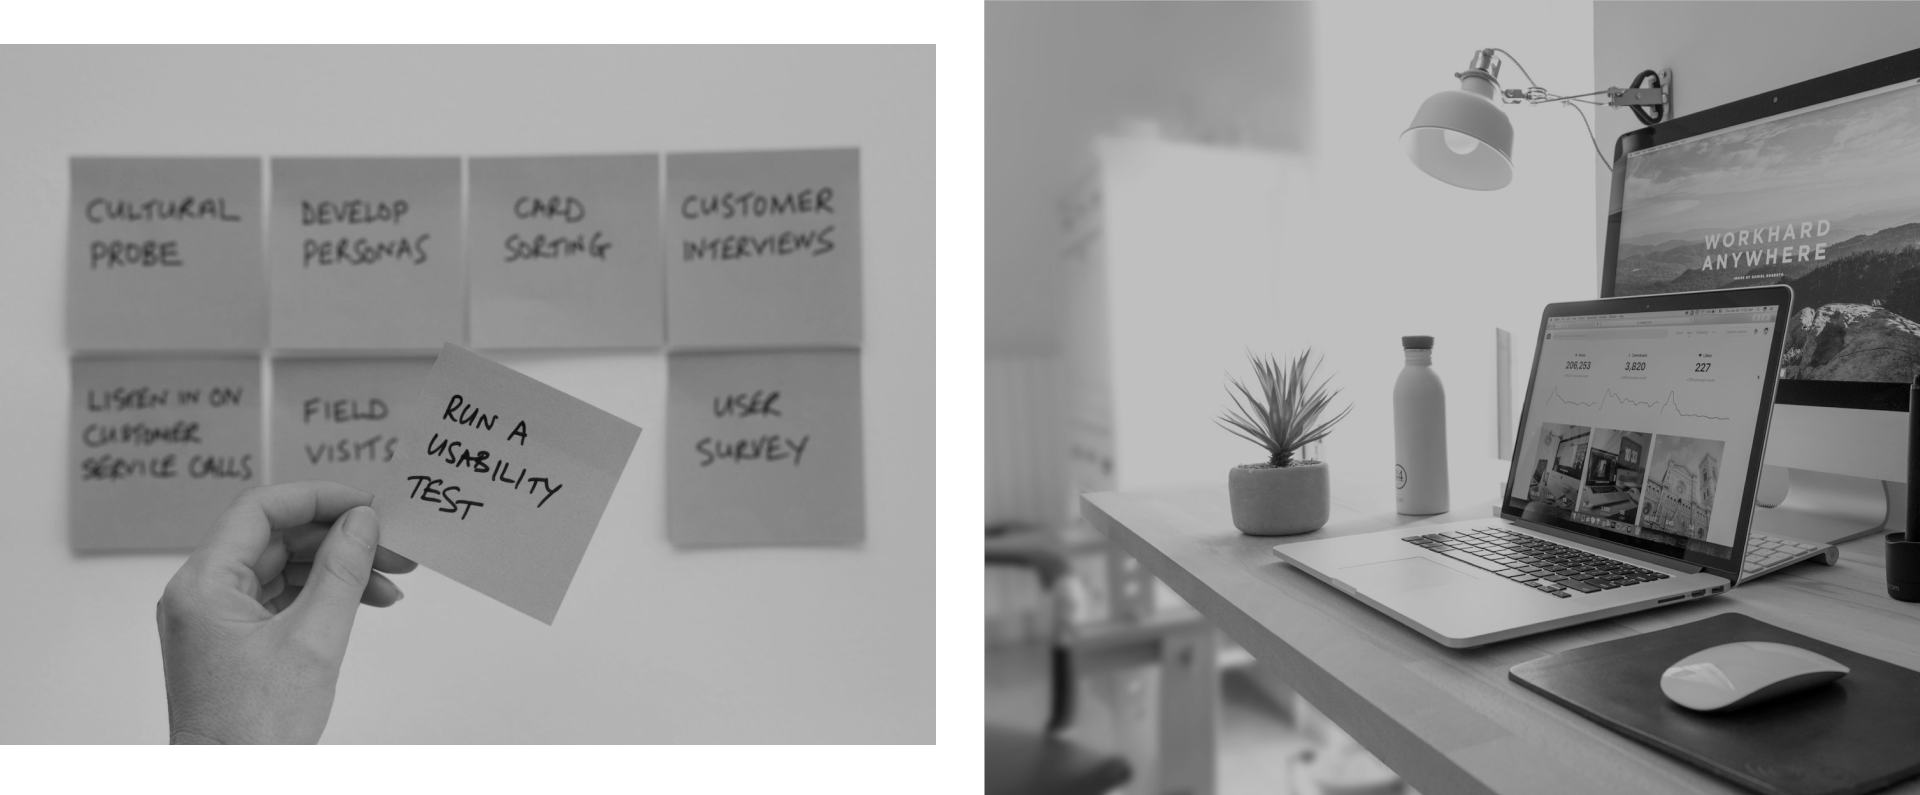 CULTURAL
PROBE
DEVELOP
PERSONAS
CARD
SORTING
CUSTOMER
INTERVIEWS
LISTEN IN ON
CUSTOMER
SERVICE CALLS
FIELD
VISITS
RUN A
USABILITY
TEST
USER
SURVEY
WORKHARD
ANYWHERE
206,253
3,820
227